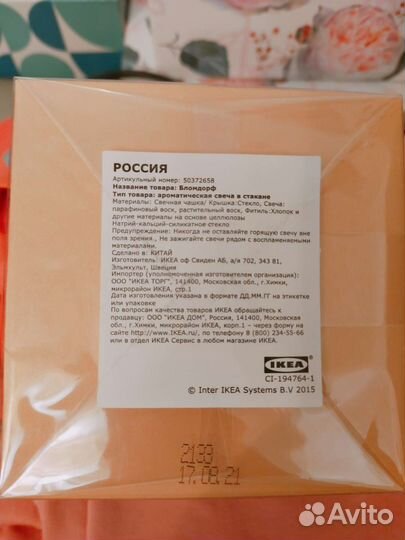 РОССИЯ
Артикульный номер: 50372658
Название товара: Бломдорф
Тип товара: ароматическая свеча в стакане
Материалы: Свечная чашка/ Крышка:Стекло, Свеча:
парафиновый воск, растительный воск, Фитиль:Хлопок и
другие материалы на основе целлюлозы
Натрий-кальций-силикатное стекло
Предупреждение: Никогда не оставляйте горящую свечу вне
поля зрения., Не зажигайте свечи рядом с воспламеняемыми
материалами.
Сделано в: КИТАЙ
Изготовитель: ИКЕА оф Свиден АБ, а/я 702, 343 81,
Эльмхульт, Швеция
Импортер (уполномоченная изготовителем организация):
ООО "ИКЕА ТОРГ", 141400, Московская обл., г.Химки,
микрорайон ИКЕА, стр.1
Дата изготовления указана в формате ДД.ММ.ГГ на этикетке
или упаковке
По вопросам качества товаров ИКЕА обращайтесь к
продавцу: ООО "ИКЕА ДОМ", Россия, 141400, Московская
обл., г.Химки, микрорайон ИКЕА, корп.1 – через форму на
www.IKEA.ru/, по телефону 8 (800) 234-55-66
или в отдел ИКЕА Сервис в любом магазине ИКЕА.
IKEA
CI-194764-1
© Inter IKEA Systems B.V 2015
2133
17.08.21
Avito